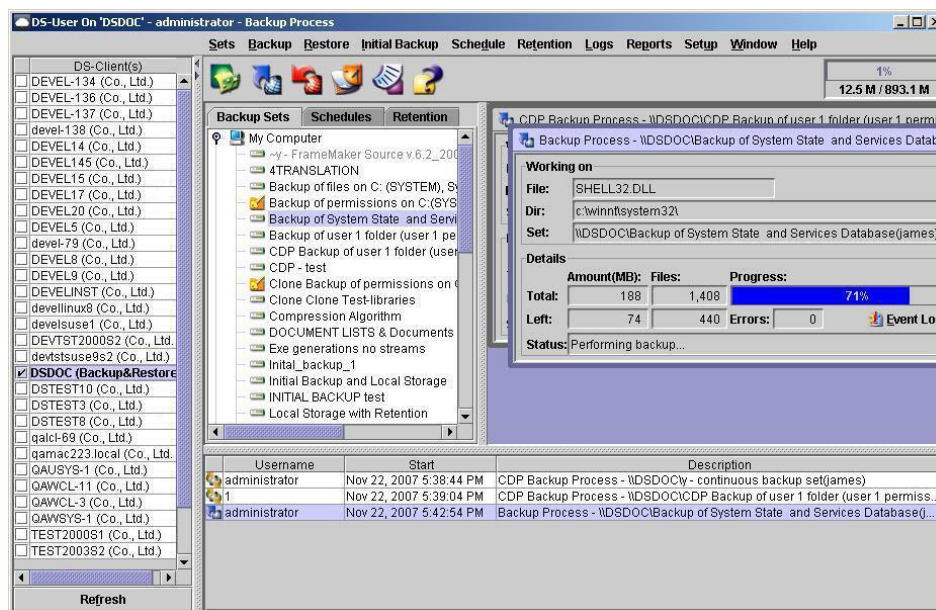 DS-User On 'DSDOC' - administrator - Backup Process
Sets Backup Restore Initial Backup Schedule Retention Logs Reports Setup Window Help
DS-Client(s)
DEVEL-134 (Co., Ltd.)
DEVEL-136 (Co., Ltd.)
DEVEL-137 (Co., Ltd.)
devel-138 (Co., Ltd.)
DEVEL14 (Co., Ltd.)
DEVEL145 (Co., Ltd.)
DEVEL15 (Co., Ltd.)
DEVEL17 (Co., Ltd.)
DEVEL20 (Co., Ltd.)
DEVEL5 (Co., Ltd.)
devel-79 (Co., Ltd.)
DEVEL8 (Co., Ltd.)
DEVEL9 (Co., Ltd.)
DEVELINST (Co., Ltd.)
devellinux8 (Co., Ltd.)
develsuse1 (Co., Ltd.)
DEVTST2000S2 (Co., Ltd.
devtstsuse9s2 (Co., Ltd.)
DSDOC (Backup&Restore
DSTEST10 (Co., Ltd.)
DSTEST3 (Co., Ltd.)
DSTEST8 (Co., Ltd.)
qalcl-69 (Co., Ltd.)
qamac223.local (Co., Ltd.
QAUSYS-1 (Co., Ltd.)
QAWCL-11 (Co., Ltd.)
QAWCL-3 (Co., Ltd.)
QAWSYS-1 (Co., Ltd.)
TEST2000S1 (Co., Ltd.)
TEST2003S2 (Co., Ltd.)
Refresh
1%
12.5 M / 893.1 M
Backup Sets Schedules Retention
My Computer
~y - FrameMaker Source v.6.2_200
4TRANSLATION
Backup of files on C: (SYSTEM), Sy
Backup of permissions on C:(SYS
Backup of System State and Servi
Backup of user 1 folder (user 1 pe
CDP Backup of user 1 folder (user
CDP - test
Clone Backup of permissions on C
Clone Clone Test-libraries
Compression Algorithm
DOCUMENT LISTS & Documents
Exe generations no streams
Inital_backup_1
Initial Backup and Local Storage
INITIAL BACKUP test
Local Storage with Retention
CDP Backup Process - \\DSDOC\CDP Backup of user 1 folder (user 1 permi
Backup Process - \\DSDOC\Backup of System State and Services Datab
Working on
File: SHELL32.DLL
Dir: c:\winnt\system32\
Set: \\DSDOC\Backup of System State and Services Database(james)
Details
Amount(MB): Files: Progress:
Total: 188 1,408 71%
Left: 74 440 Errors: 0 Event Lo
Status: Performing backup...
Username Start Description
administrator Nov 22, 2007 5:38:44 PM CDP Backup Process - \\DSDOC\y - continuous backup set(james)
1 Nov 22, 2007 5:39:04 PM CDP Backup Process - \\DSDOC\CDP Backup of user 1 folder (user 1 permiss...
administrator Nov 22, 2007 5:42:54 PM Backup Process - \\DSDOC\Backup of System State and Services Database(j...